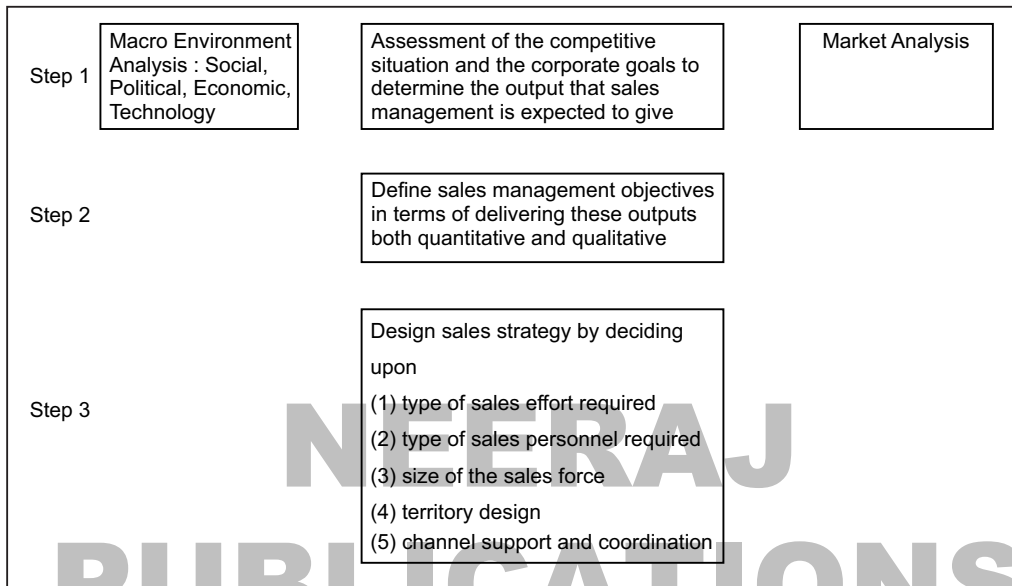 Step 1
Macro Environment
Analysis : Social,
Political, Economic,
Technology
Assessment of the competitive
situation and the corporate goals to
determine the output that sales
management is expected to give
Market Analysis
Step 2
Define sales management objectives
in terms of delivering these outputs
both quantitative and qualitative
Step 3
Design sales strategy by deciding
upon
(1) type of sales effort required
(2) type of sales personnel required
(3) size of the sales force
(4) territory design
(5) channel support and coordination
NEERAJ
PUBLICATIONS